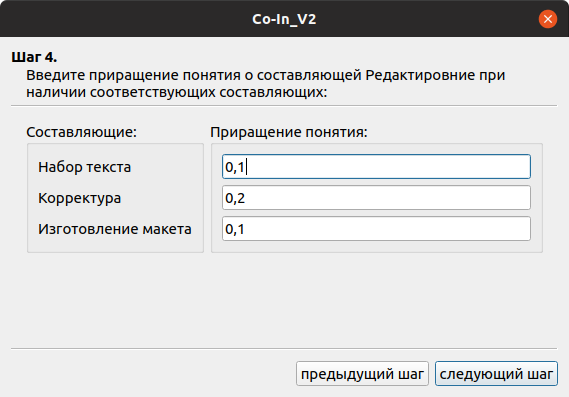 Co-In_V2
Шаг 4.
Введите приращение понятия о составляющей Редактировние при
наличии соответствующих составляющих:
Составляющие: Приращение понятия:
Набор текста 0,1
Корректура 0,2
Изготовление макета 0,1
предыдущий шаг следующий шаг